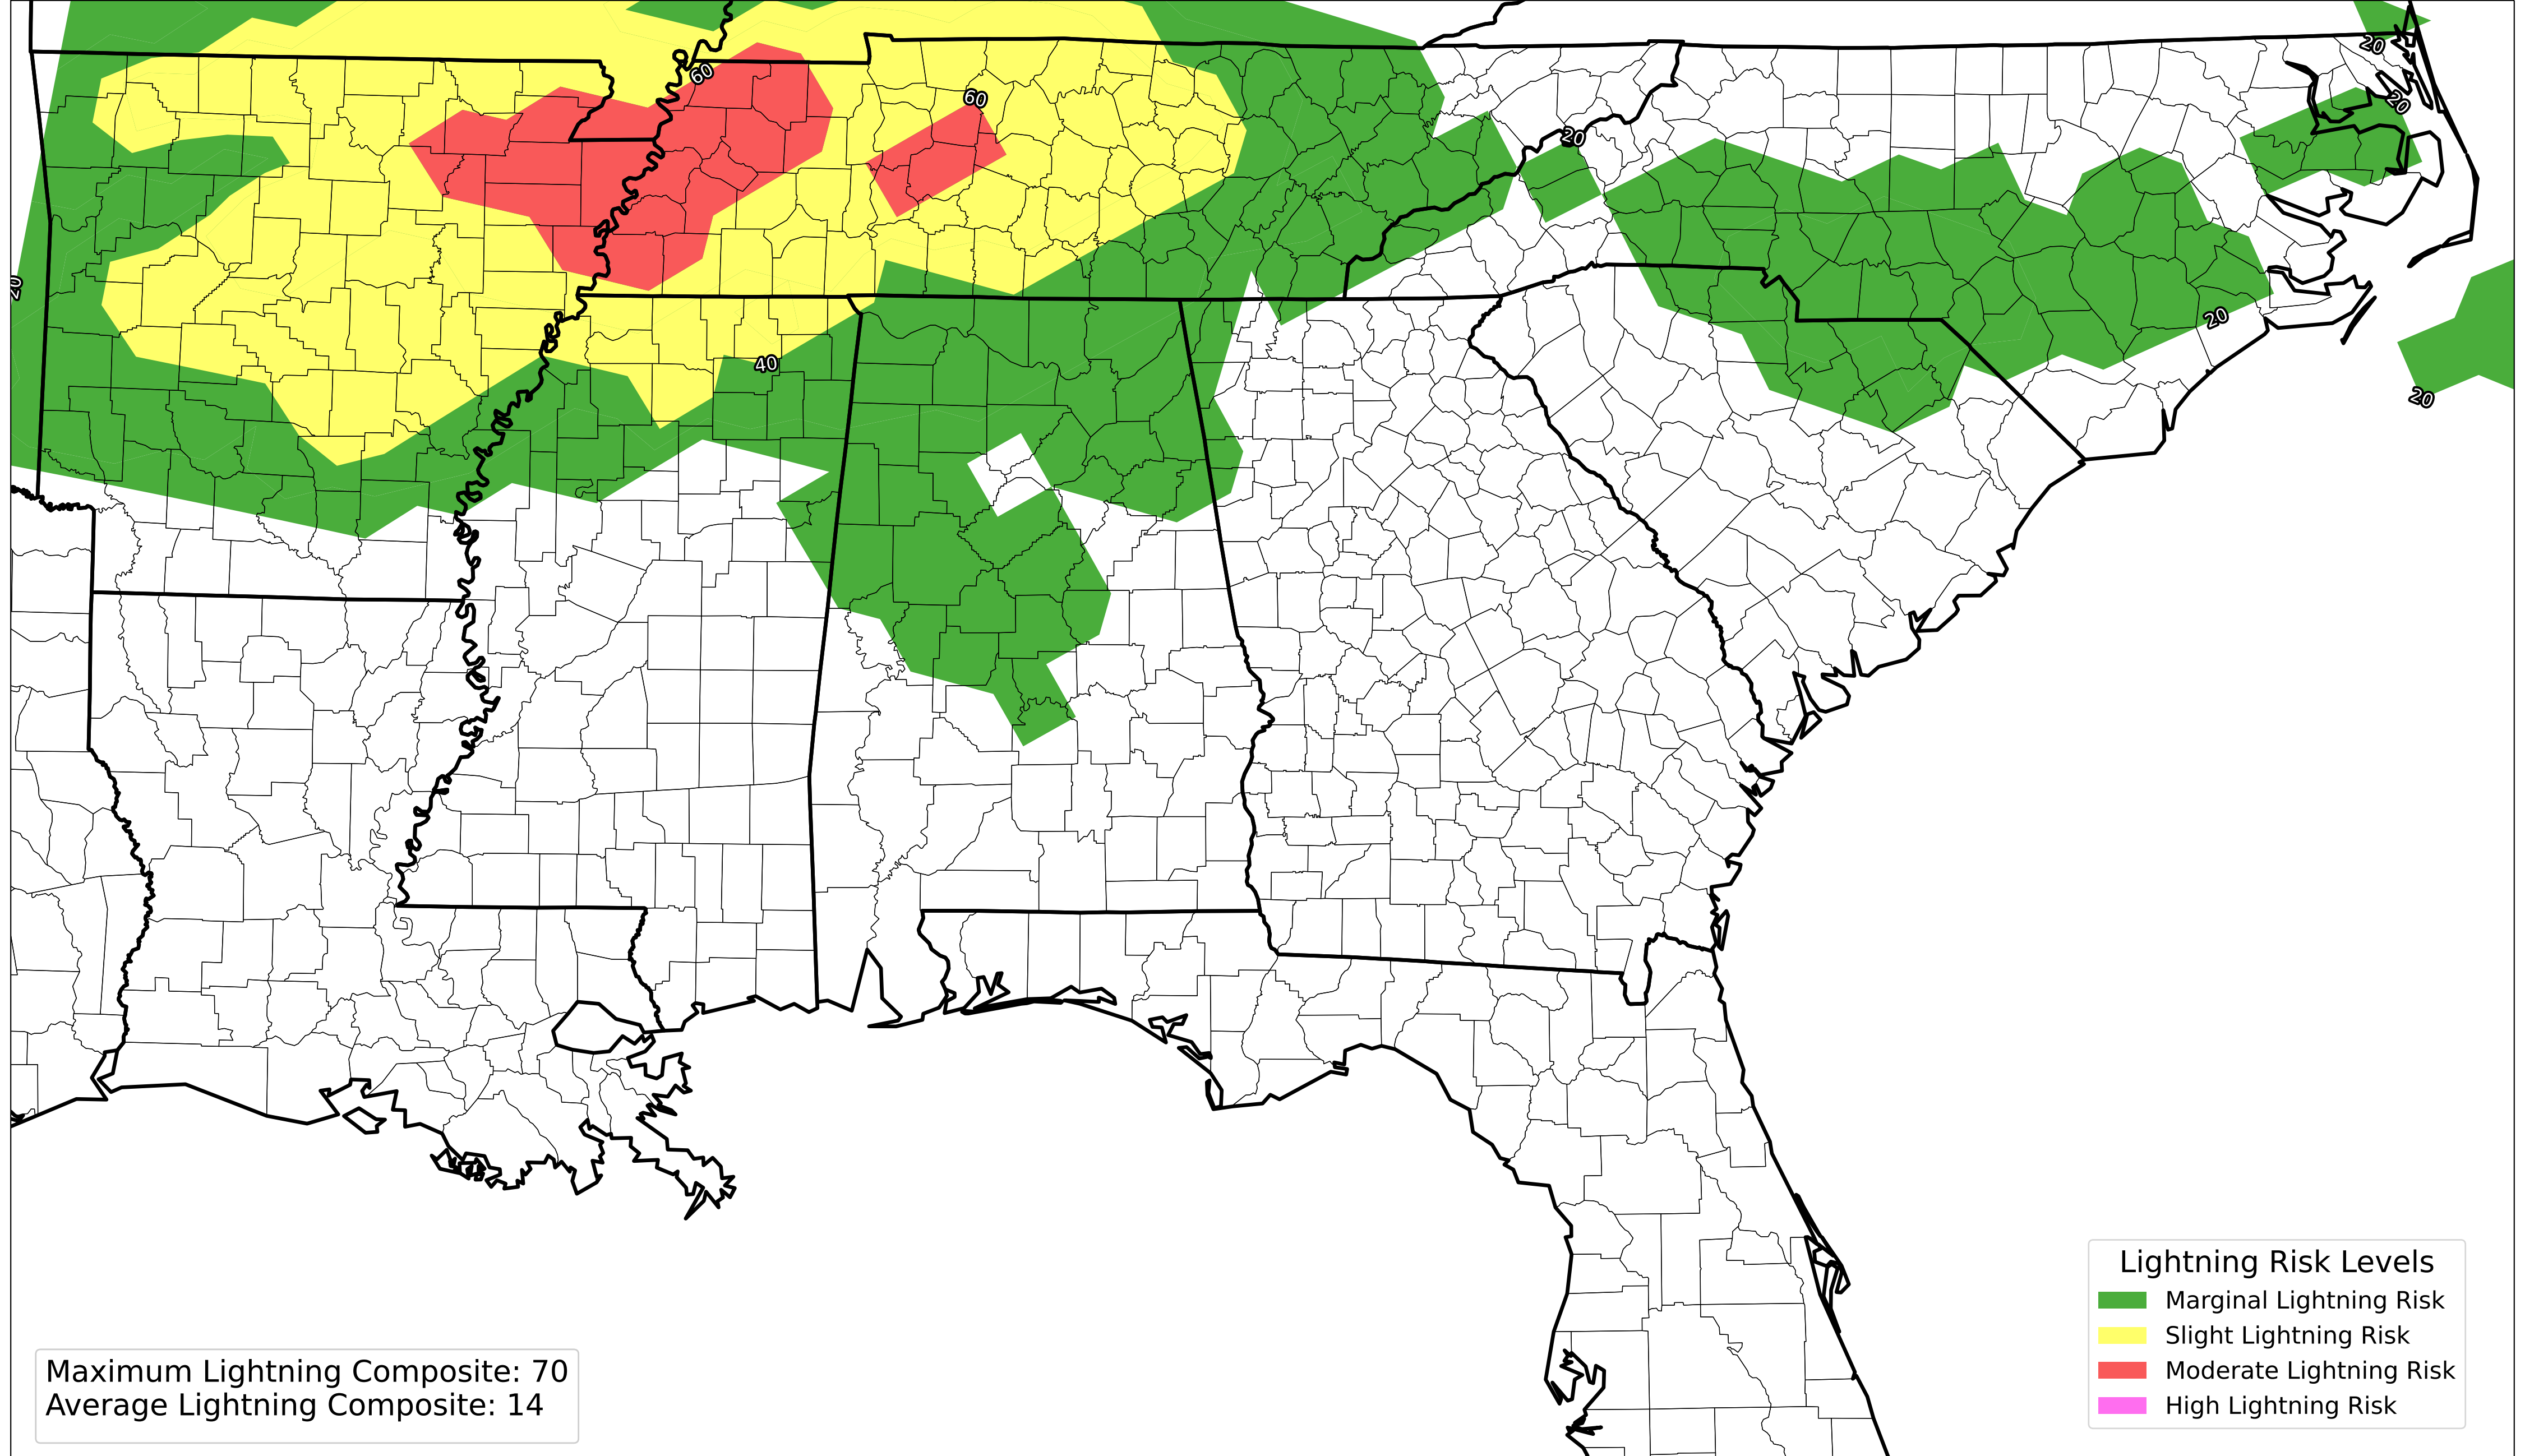 20
60
20
60
20
20
20
40
20
Lightning Risk Levels
Marginal Lightning Risk
Slight Lightning Risk
Moderate Lightning Risk
High Lightning Risk
Maximum Lightning Composite: 70
Average Lightning Composite: 14